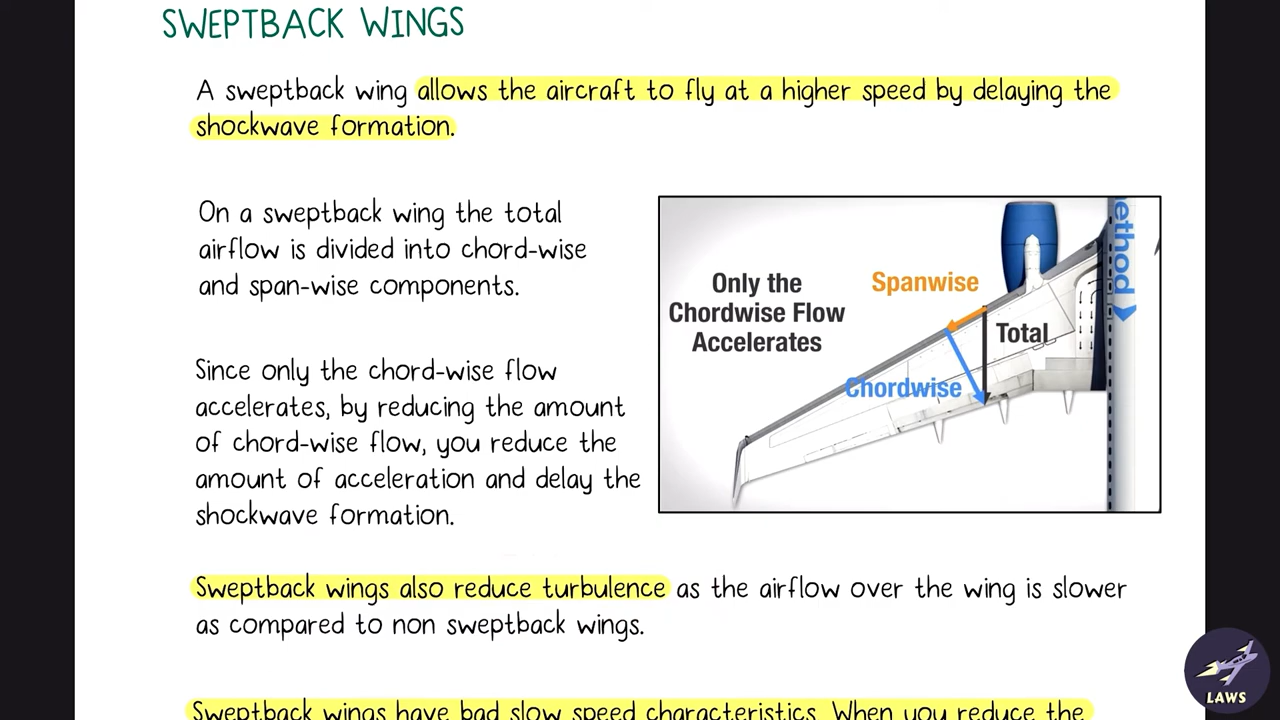 SWEPTBACK WINGS
A sweptback wing allows the aircraft to fly at a higher speed by delaying the
shockwave formation.
On a sweptback wing the total
airflow is divided into chord-wise
and span-wise components.
Since only the chord-wise flow
accelerates, by reducing the amount
of chord-wise flow, you reduce the
amount of acceleration and delay the
shockwave formation.
Only the
Chordwise Flow
Accelerates
Spanwise
Total
Chordwise
ethod
Sweptback wings also reduce turbulence as the airflow over the wing is slower
as compared to non sweptback wings.
Sweptback wings have bad slow speed characteristics. When you reduce the
LAWS